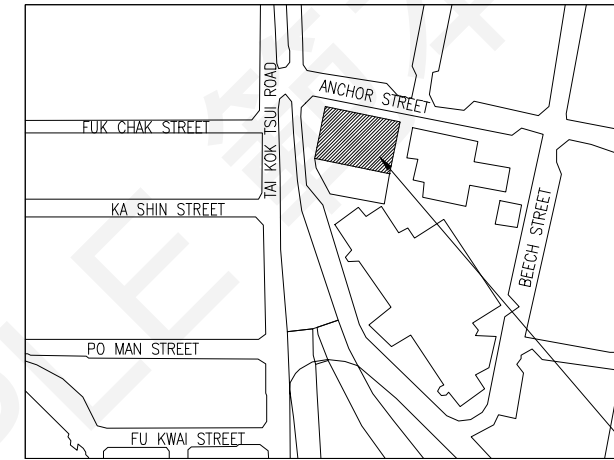 ANCHOR STREET
TAI KOK TSUI ROAD
FUK CHAK STREET
KA SHIN STREET
BEECH STREET
PO MAN STREET
FU KWAI STREET